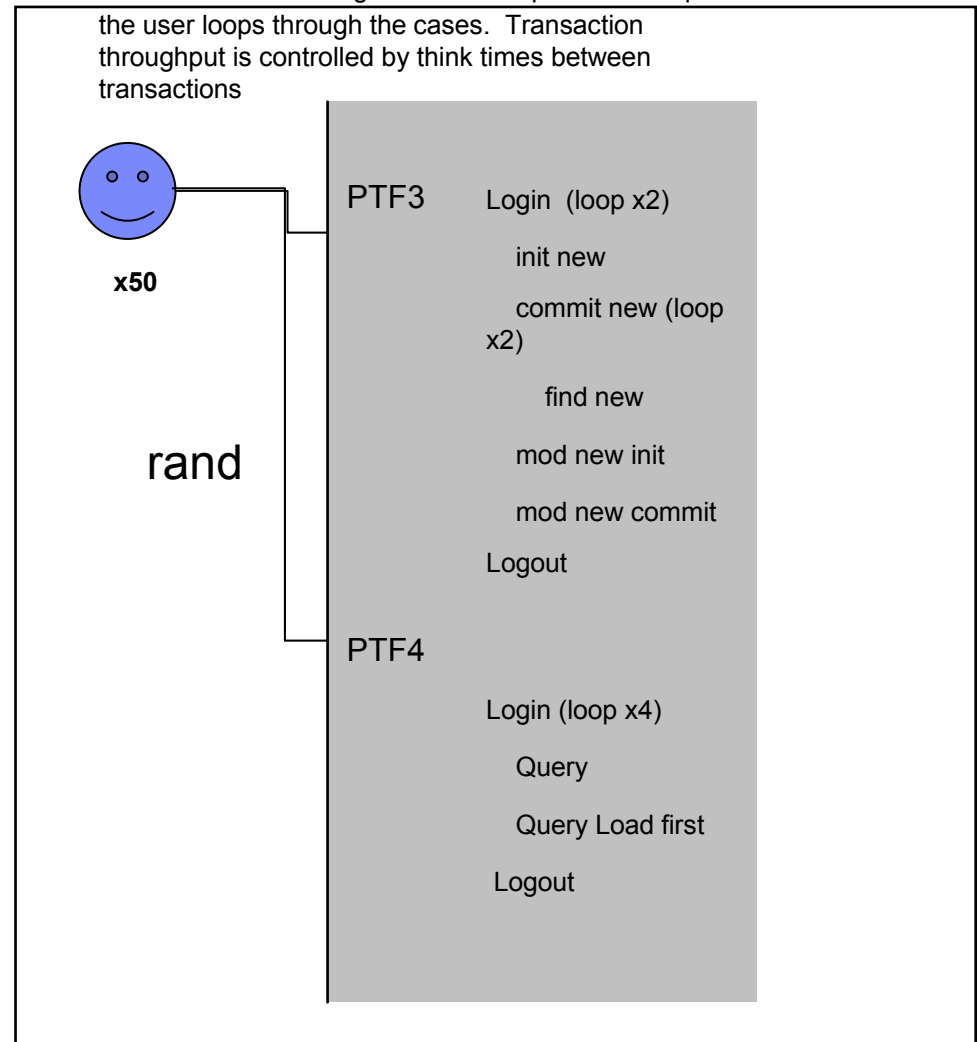 the user loops through the cases. Transaction
throughput is controlled by think times between
transactions
PTF3
Login (loop x2)
init new
commit new (loop
x2)
find new
mod new init
mod new commit
Logout
x50
rand
PTF4
Login (loop x4)
Query
Query Load first
Logout